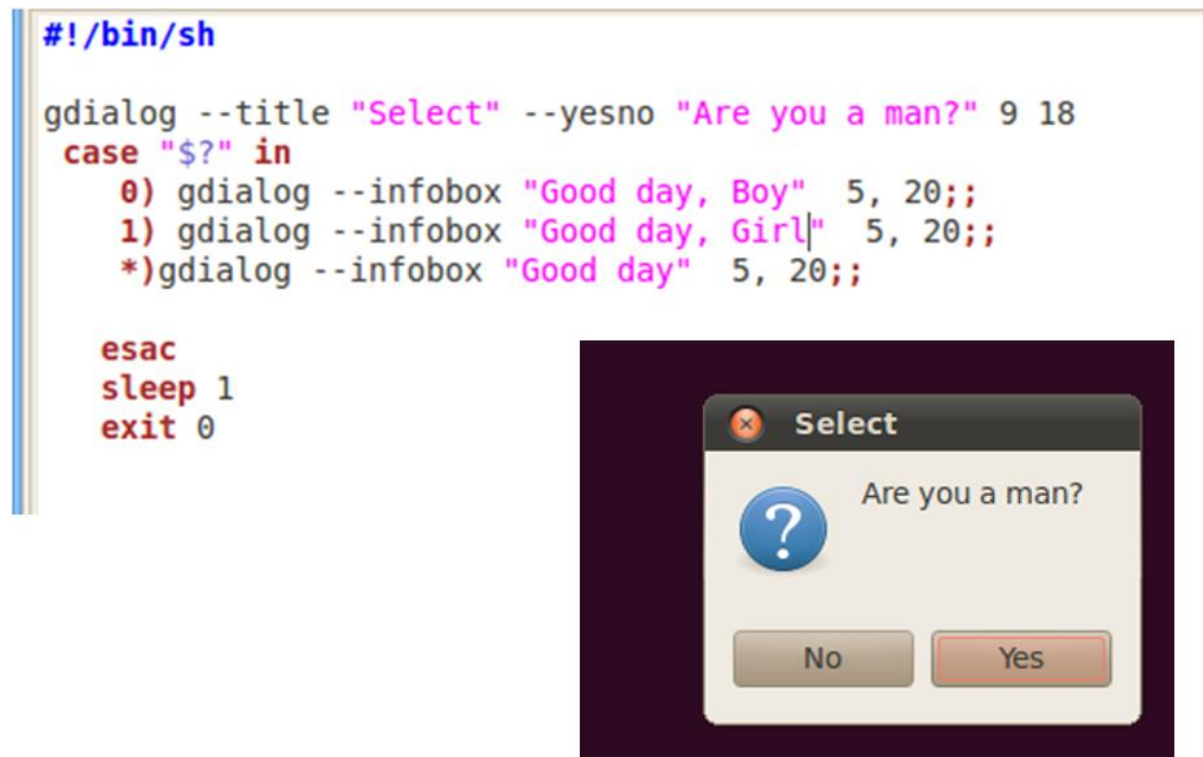 #!/bin/sh
gdialog --title "Select" --yesno "Are you a man?" 9 18
case "$?" in
0) gdialog --infobox "Good day, Boy"  5, 20;;
1) gdialog --infobox "Good day, Girl"  5, 20;;
*)gdialog --infobox "Good day"  5, 20;;
esac
sleep 1
exit 0
Select
Are you a man?
No Yes